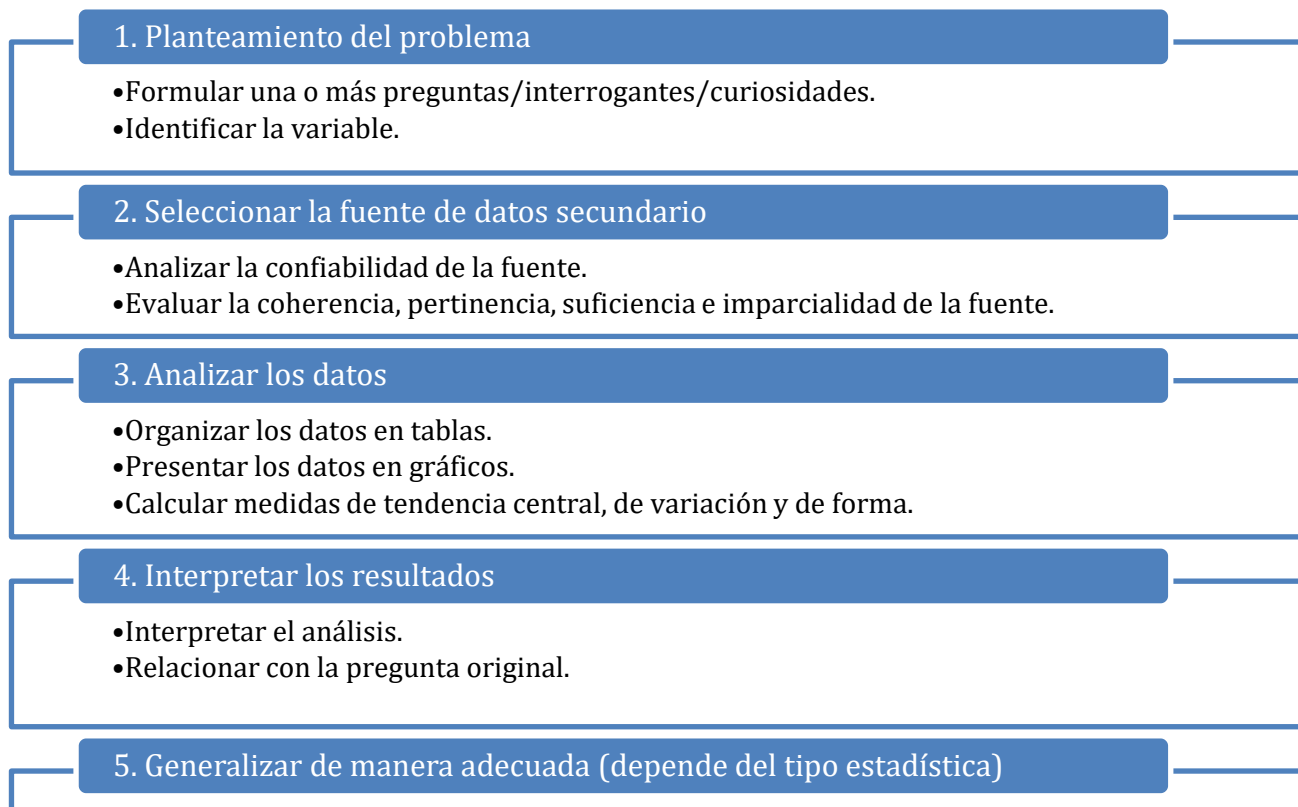 1. Planteamiento del problema
•Formular una o más preguntas/interrogantes/curiosidades.
•Identificar la variable.
2. Seleccionar la fuente de datos secundario
•Analizar la confiabilidad de la fuente.
•Evaluar la coherencia, pertinencia, suficiencia e imparcialidad de la fuente.
3. Analizar los datos
•Organizar los datos en tablas.
•Presentar los datos en gráficos.
•Calcular medidas de tendencia central, de variación y de forma.
4. Interpretar los resultados
•Interpretar el análisis.
•Relacionar con la pregunta original.
5. Generalizar de manera adecuada (depende del tipo estadística)